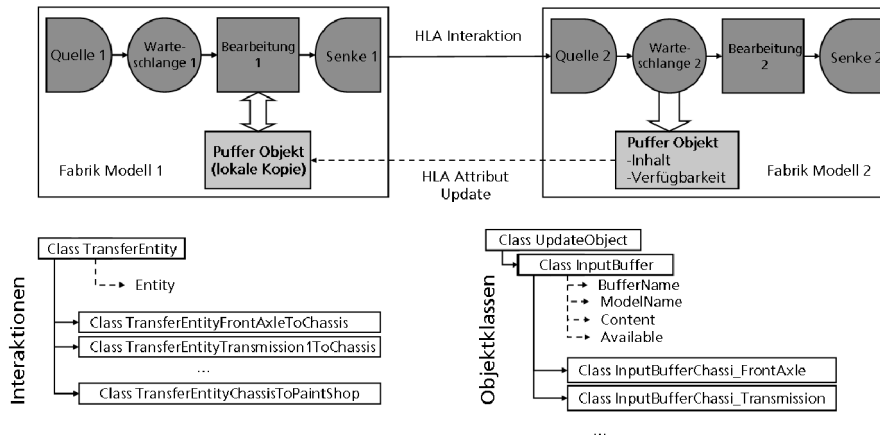 Quelle 1
Warte-
schlange 1
Bearbeitung
1
Senke 1
HLA Interaktion
Quelle 2
Warte-
schlange 2
Bearbeitung
2
Senke 2
Puffer Objekt
(lokale Kopie)
Fabrik Modell 1
HLA Attribut
Update
Puffer Objekt
-Inhalt
-Verfügbarkeit
Fabrik Modell 2
Interaktionen
Class TransferEntity
Entity
Class TransferEntityFrontAxleToChassis
Class TransferEntityTransmission1ToChassis
...
Class TransferEntityChassisToPaintShop
Objektklassen
Class UpdateObject
Class InputBuffer
BufferName
ModelName
Content
Available
Class InputBufferChassi_FrontAxle
Class InputBufferChassi_Transmission
...